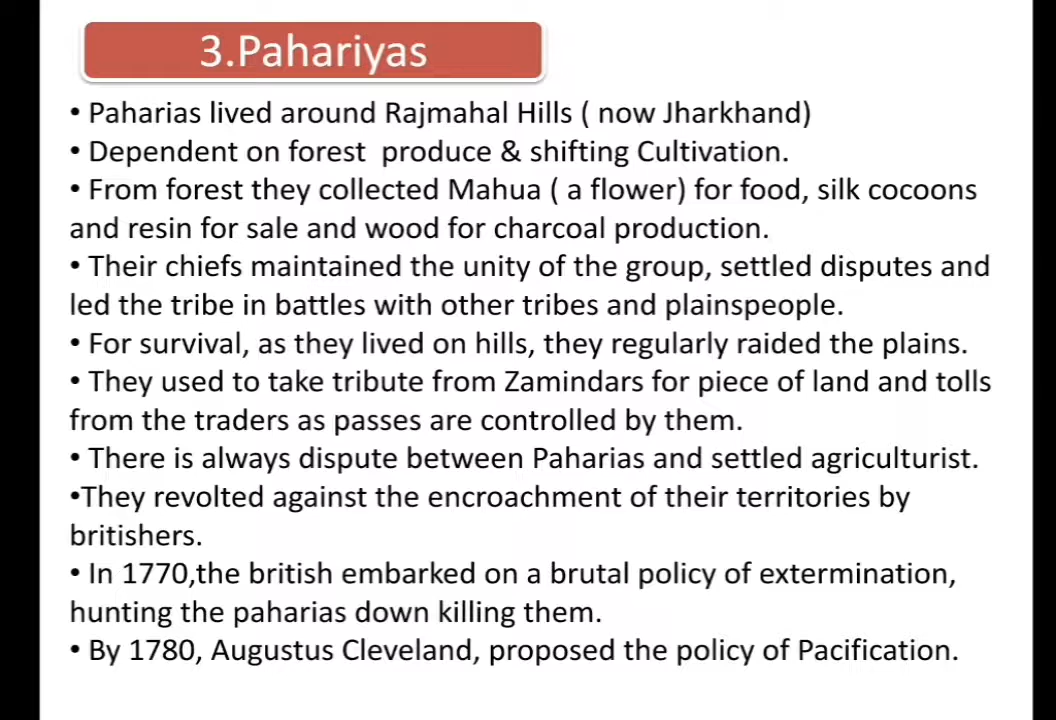 3.Pahariyas
• Paharias lived around Rajmahal Hills ( now Jharkhand)
• Dependent on forest produce & shifting Cultivation.
• From forest they collected Mahua ( a flower) for food, silk cocoons
and resin for sale and wood for charcoal production.
• Their chiefs maintained the unity of the group, settled disputes and
led the tribe in battles with other tribes and plainspeople.
• For survival, as they lived on hills, they regularly raided the plains.
• They used to take tribute from Zamindars for piece of land and tolls
from the traders as passes are controlled by them.
• There is always dispute between Paharias and settled agriculturist.
•They revolted against the encroachment of their territories by
britishers.
• In 1770,the british embarked on a brutal policy of extermination,
hunting the paharias down killing them.
• By 1780, Augustus Cleveland, proposed the policy of Pacification.